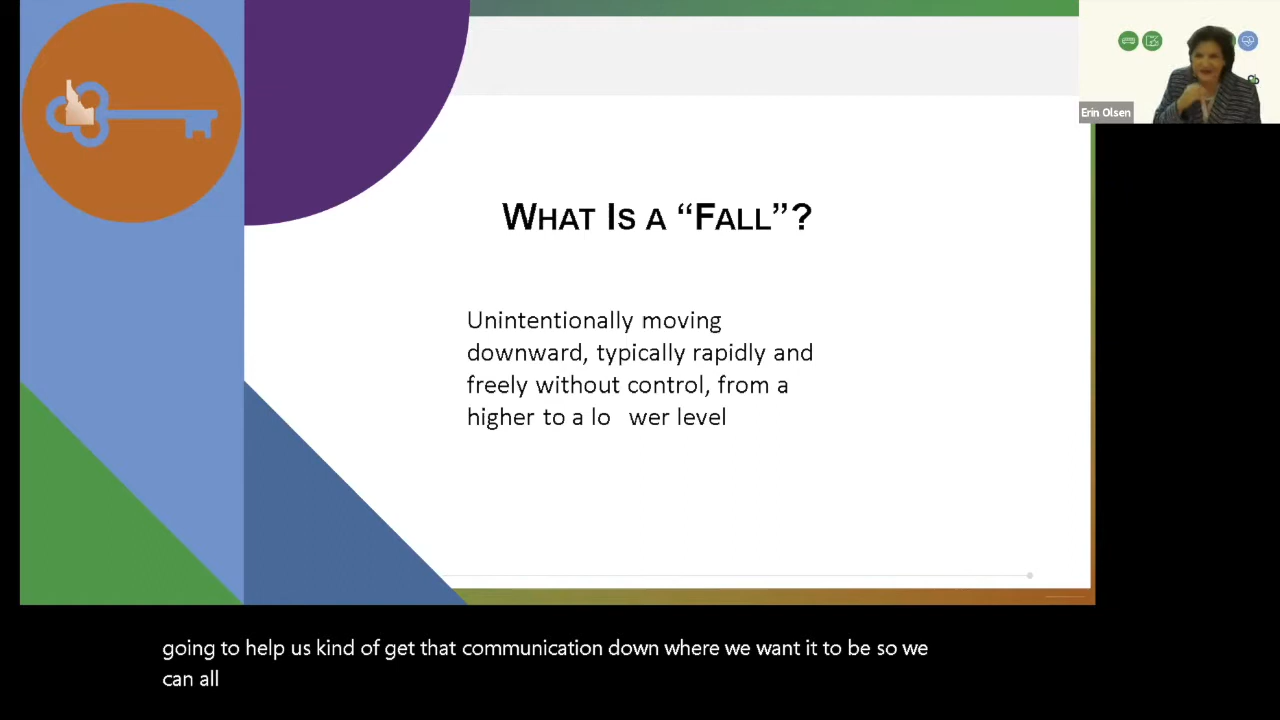 Erin Olsen
WHAT IS A “FALL”?
Unintentionally moving
downward, typically rapidly and
freely without control, from a
higher to a lo wer level
going to help us kind of get that communication down where we want it to be so we
can all